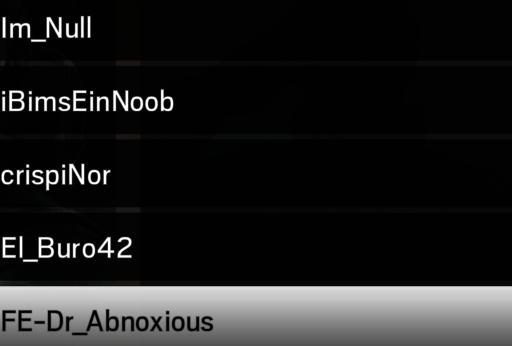 Im_Null
iBimsEinNoob
crispiNor
El_Buro42
FE-Dr_Abnoxious